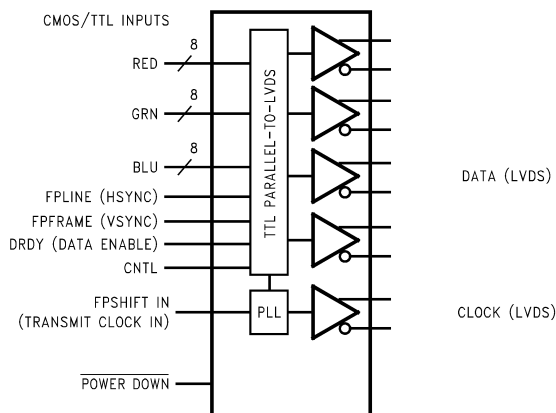 CMOS/TTL INPUTS
RED
8
GRN
8
BLU
8
FPLINE (HSYNC)
FPFRAME (VSYNC)
DRDY (DATA ENABLE)
CNTL
FPSHIFT IN
(TRANSMIT CLOCK IN)
POWER DOWN
TTL PARALLEL-TO-LVDS
PLL
DATA (LVDS)
CLOCK (LVDS)